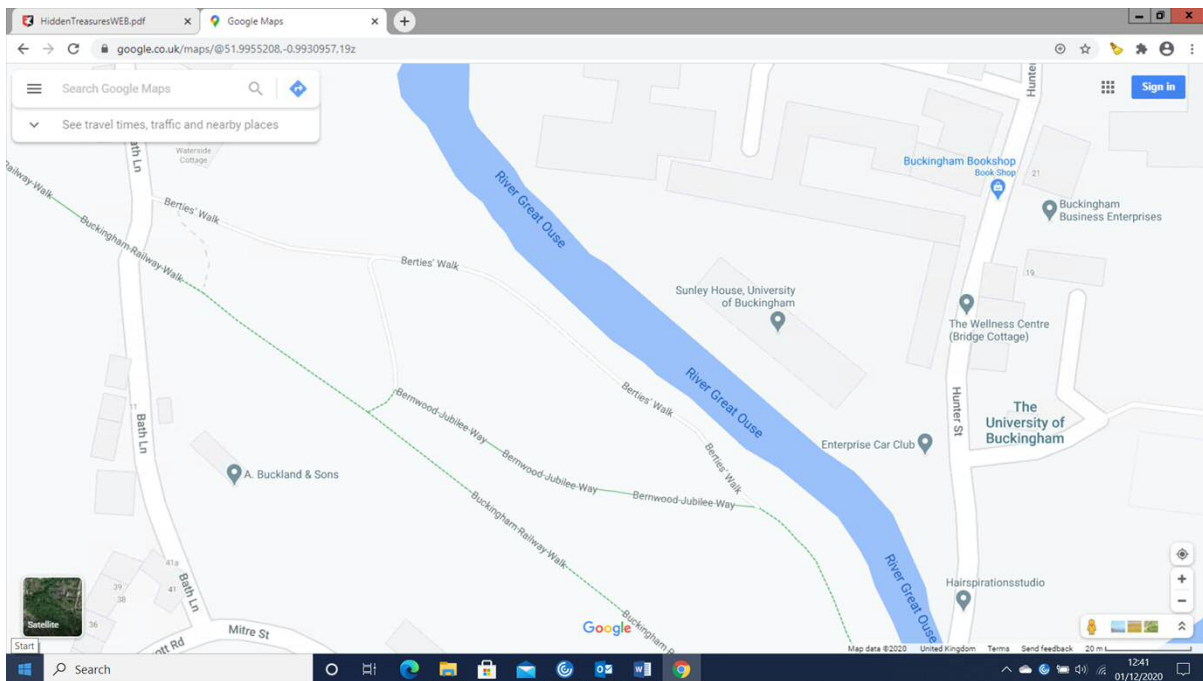 HiddenTreasuresWEB.pdf
Google Maps
google.co.uk/maps/@51.9955208,-0.9930957,19z
Search Google Maps
Sign in
See travel times, traffic and nearby places
Hunter
ath Ln
Waterside
Cottage
Railway-Walk
Berties' Walk
Buckingham-Railway-Walk
River Great Ouse
Buckingham Bookshop
Book Shop
21
Buckingham
Business Enterprises
Berties' Walk
19
Sunley House, University
of Buckingham
The Wellness Centre
(Bridge Cottage)
River Great Ouse
Berties' Walk
Bernwood-Jubilee-Way
Hunter St
The
University of
Buckingham
11
Bath Ln
Enterprise Car Club
Berties' Walk
A. Buckland & Sons
Bernwood-Jubilee-Way
Bernwood-Jubilee-Way
Buckingham-Railway-Walk
41a
Bath Ln
39
38
41
36
River Great Ouse
Hairspirationsstudio
Satellite
Mitre St
ott Rd
Google
Buckingham-R
Start
Map data ©2020
United Kingdom
Terms
Send feedback
20 m
Search
12:41
01/12/2020